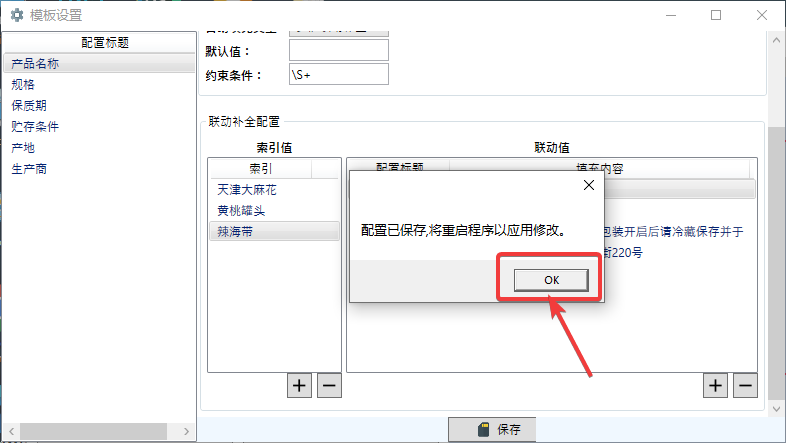 模板设置
配置标题
产品名称
规格
保质期
贮存条件
产地
生产商
默认值：
约束条件：
\S+
联动补全配置
索引值
联动值
索引
配置标题
填充内容
天津大麻花
黄桃罐头
辣海带
包装开启后请冷藏保存并于
街220号
配置已保存,将重启程序以应用修改。
OK
保存